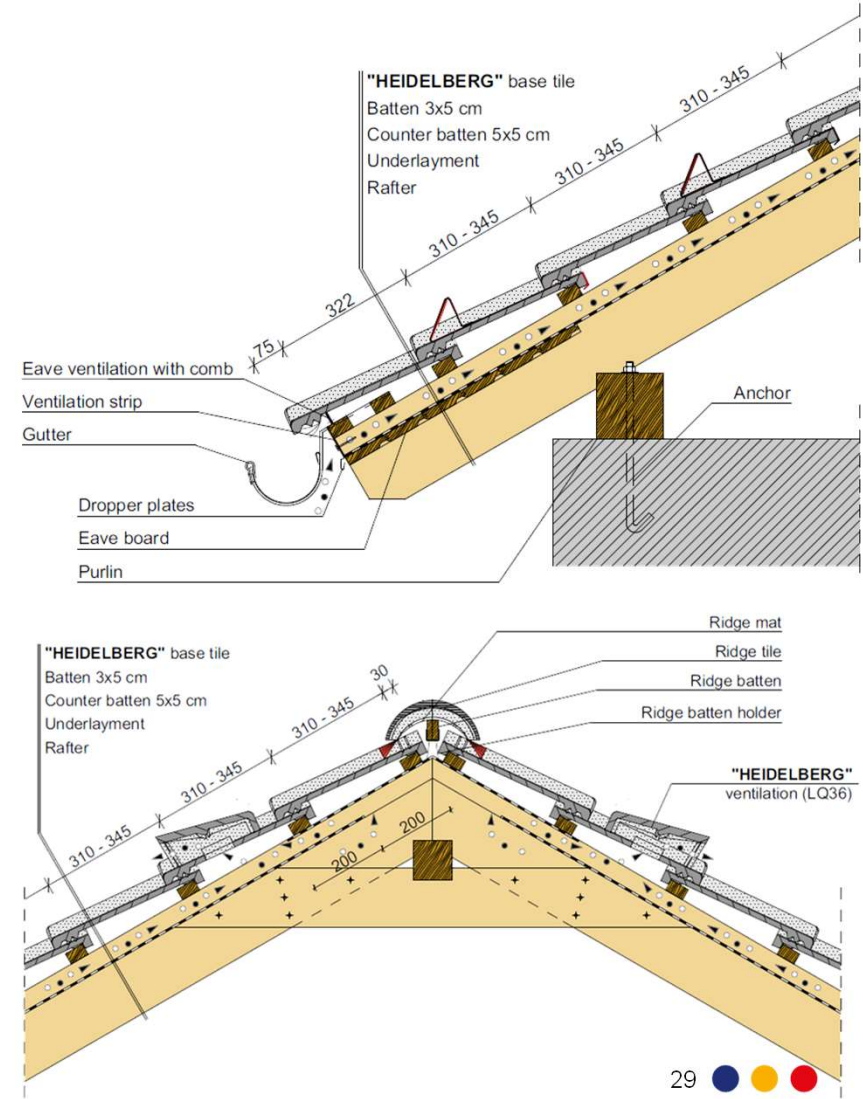 "HEIDELBERG" base tile
Batten 3x5 cm
Counter batten 5x5 cm
Underlayment
Rafter
310 - 345
310 - 345
310 - 345
310 - 345
322
75
Eave ventilation with comb
Ventilation strip
Gutter
Anchor
Dropper plates
Eave board
Purlin
Ridge mat
Ridge tile
Ridge batten
Ridge batten holder
"HEIDELBERG" base tile
Batten 3x5 cm
Counter batten 5x5 cm
Underlayment
Rafter
30
310 - 345
310 - 345
310 - 345
"HEIDELBERG"
ventilation (LQ36)
200
200
29